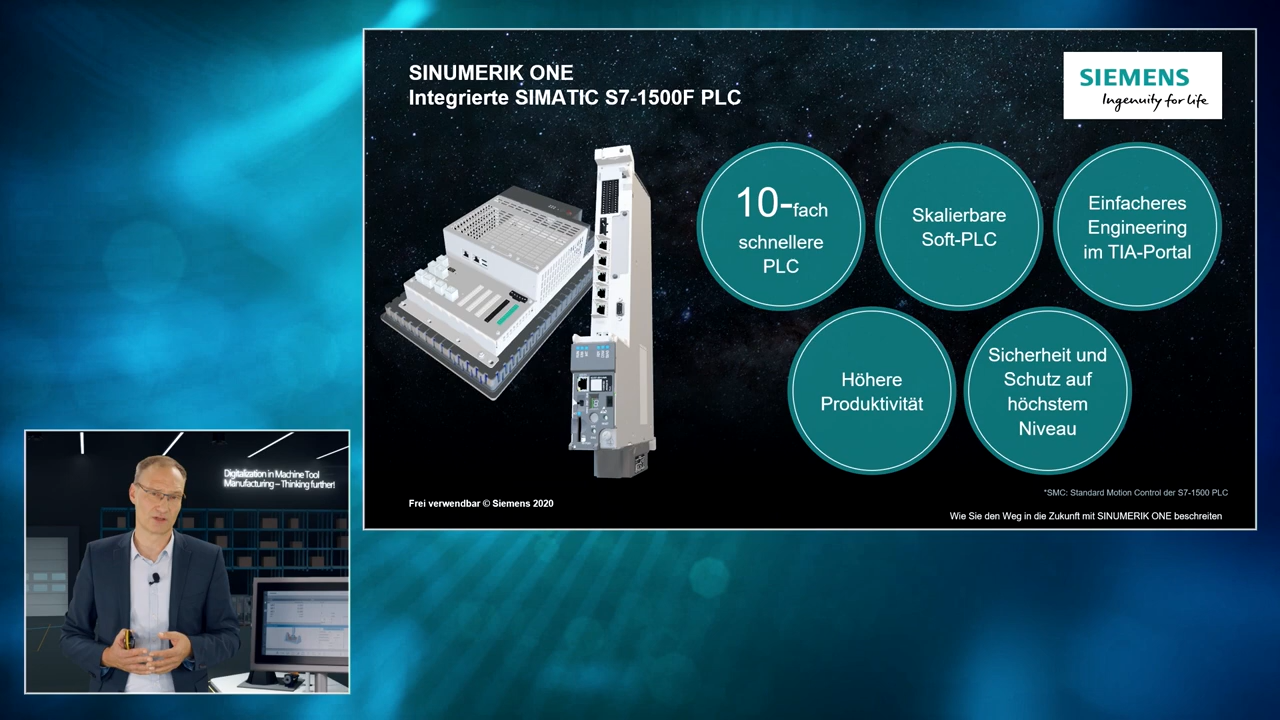 SINUMERIK ONE
Integrierte SIMATIC S7-1500F PLC
SIEMENS
Ingenuity for life
10-fach
schnellere
PLC
Skalierbare
Soft-PLC
Einfacheres
Engineering
im TIA-Portal
Höhere
Produktivität
Sicherheit und
Schutz auf
höchstem
Niveau
*SMC: Standard Motion Control der S7-1500 PLC
Frei verwendbar © Siemens 2020
Wie Sie den Weg in die Zukunft mit SINUMERIK ONE beschreiten
Digitalization in Machine Tool
Manufacturing – Thinking further!